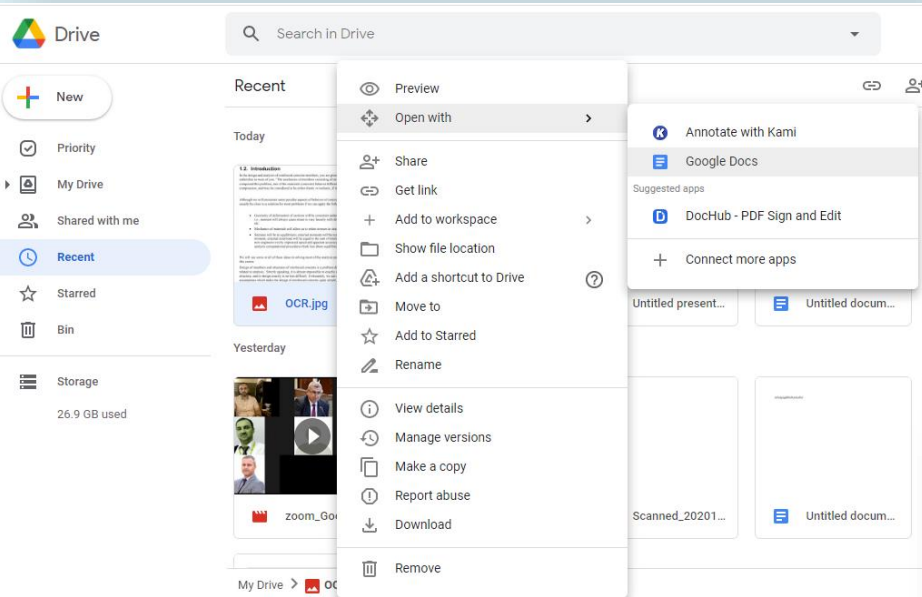 Drive
Search in Drive
New
Priority
My Drive
Shared with me
Recent
Starred
Bin
Storage
26.9 GB used
Recent
Today
1.2. Introduction
OCR.jpg
Untitled present...
Untitled docum...
Yesterday
zoom_Go
Scanned_20201...
Untitled docum...
My Drive > OC
Preview
Open with
Share
Get link
Add to workspace
Show file location
Add a shortcut to Drive
Move to
Add to Starred
Rename
View details
Manage versions
Make a copy
Report abuse
Download
Remove
Annotate with Kami
Google Docs
Suggested apps
DocHub - PDF Sign and Edit
Connect more apps